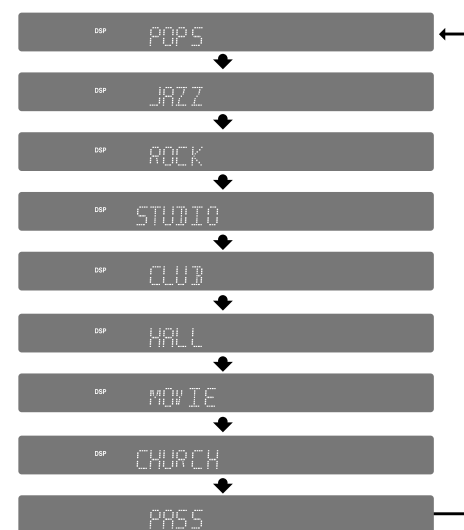 DSP POPS
DSP JAZZ
DSP ROCK
DSP STUDIO
DSP CLUB
DSP HALL
DSP MOVIE
DSP CHURCH
PASS